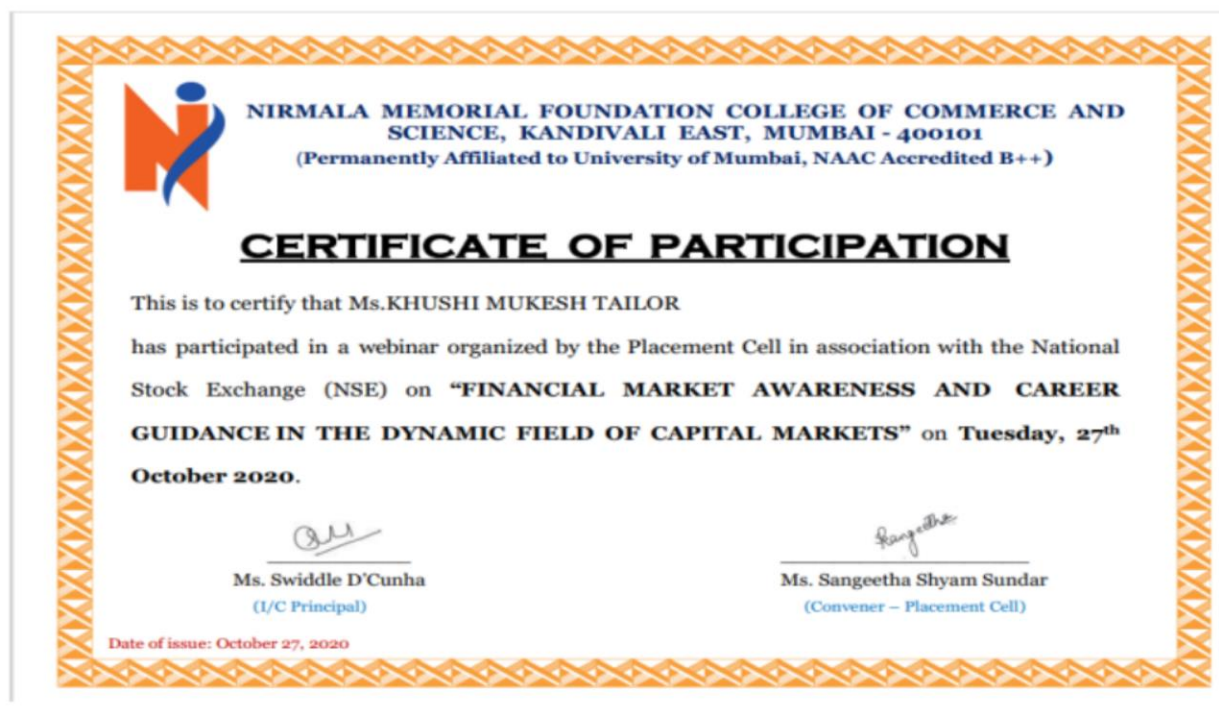 NIRMALA MEMORIAL FOUNDATION COLLEGE OF COMMERCE AND
SCIENCE, KANDIVALI EAST, MUMBAI - 400101
(Permanently Affiliated to University of Mumbai, NAAC Accredited B++)
CERTIFICATE OF PARTICIPATION
This is to certify that Ms.KHUSHI MUKESH TAILOR
has participated in a webinar organized by the Placement Cell in association with the National
Stock Exchange (NSE) on “FINANCIAL MARKET AWARENESS AND CAREER
GUIDANCE IN THE DYNAMIC FIELD OF CAPITAL MARKETS” on Tuesday, 27th
October 2020.
Sangeetha
Ms. Swiddle D’Cunha
Ms. Sangeetha Shyam Sundar
(I/C Principal)
(Convener – Placement Cell)
Date of issue: October 27, 2020